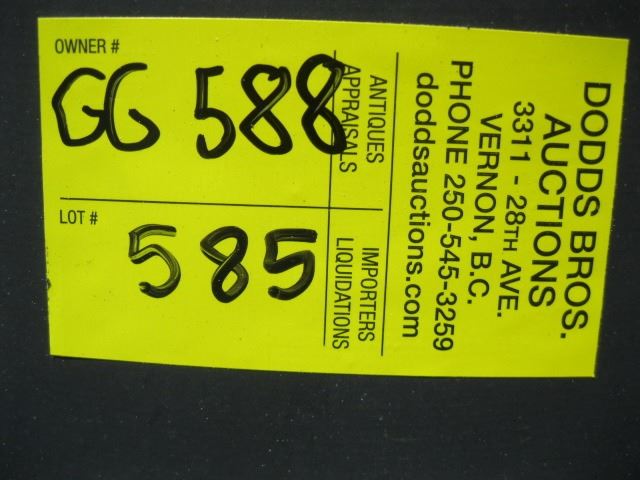 OWNER #
GG 588
LOT #
585
ANTIQUES
APPRAISALS
IMPORTERS
LIQUIDATIONS
DODDS BROS.
AUCTIONS
3311 - 28TH AVE.
VERNON, B.C.
PHONE 250-545-3259
doddsauctions.com